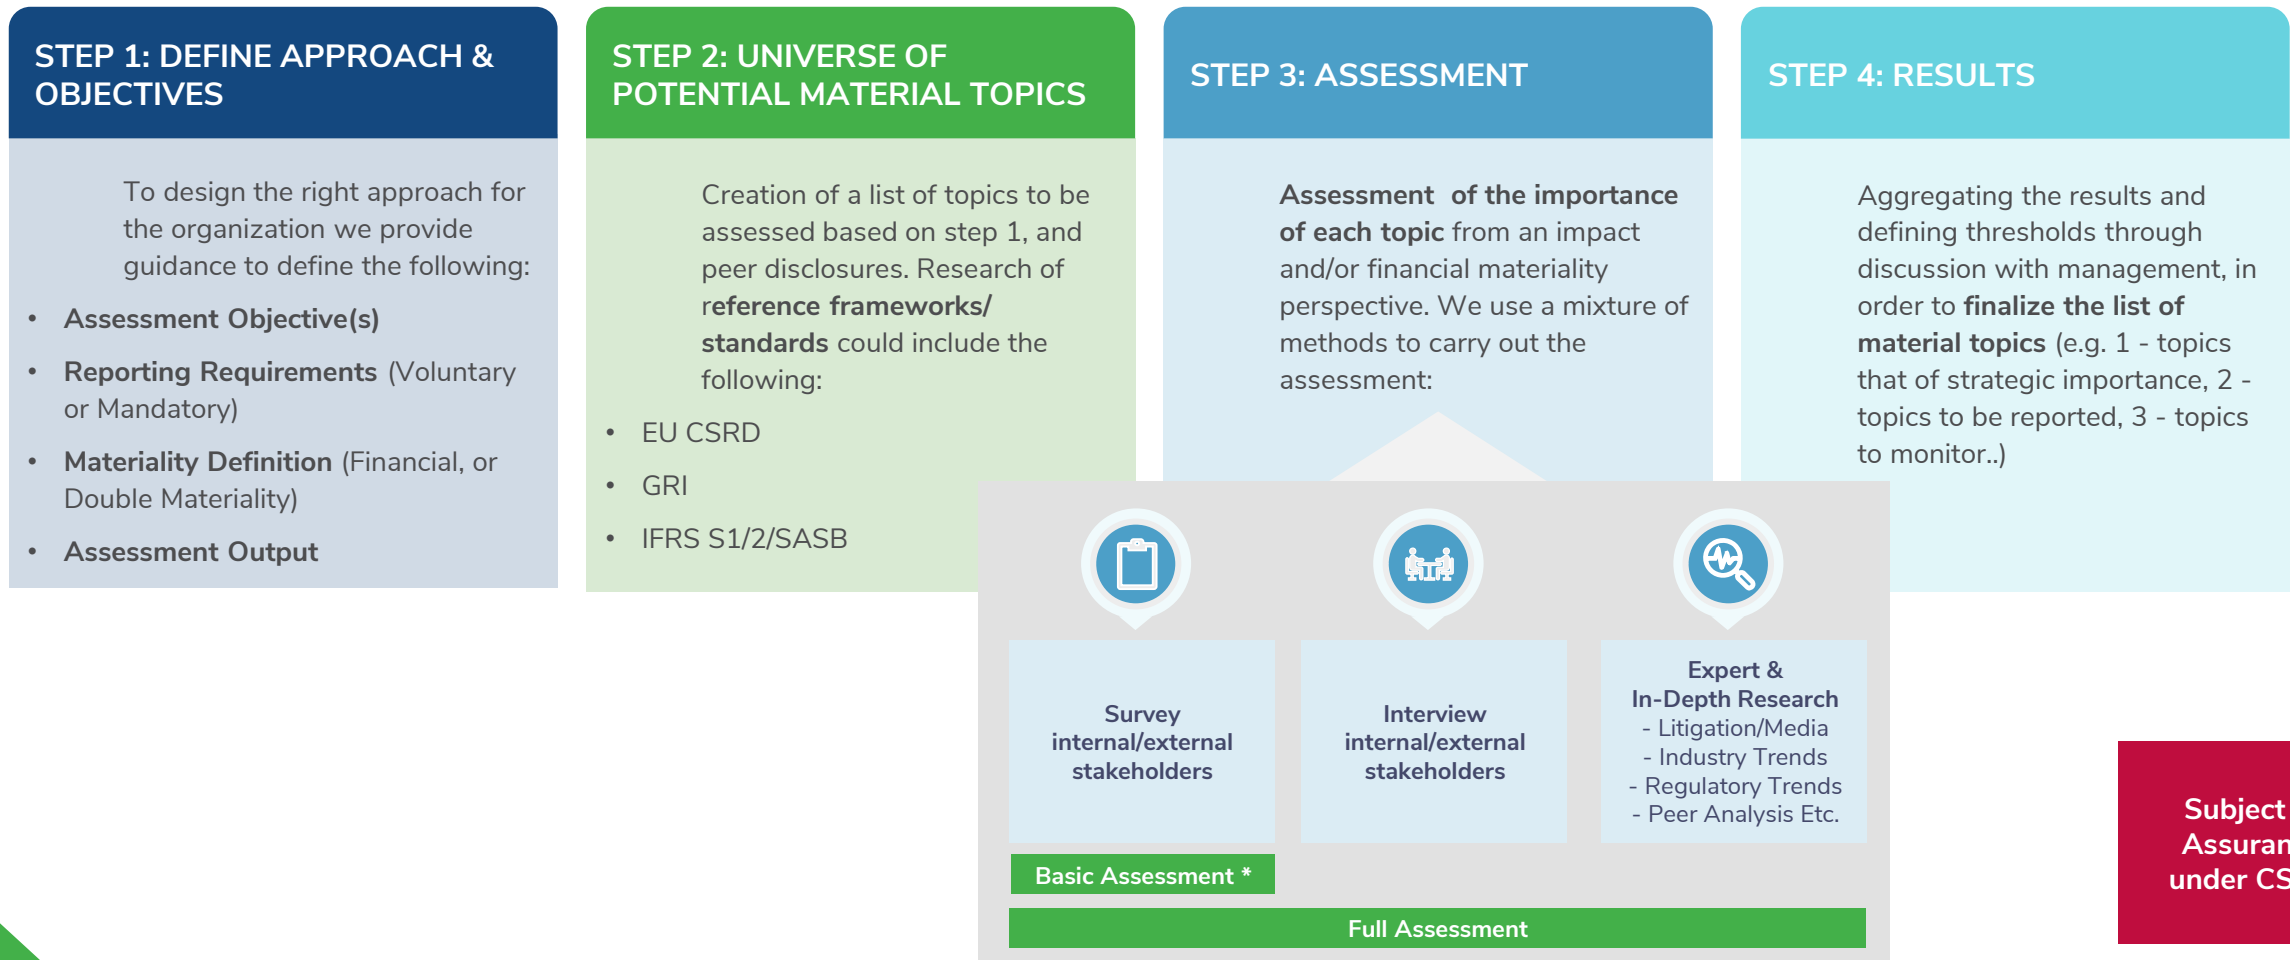 STEP 1: DEFINE APPROACH &
OBJECTIVES
To design the right approach for
the organization we provide
guidance to define the following:
• Assessment Objective(s)
• Reporting Requirements (Voluntary
or Mandatory)
• Materiality Definition (Financial, or
Double Materiality)
• Assessment Output
STEP 2: UNIVERSE OF
POTENTIAL MATERIAL TOPICS
Creation of a list of topics to be
assessed based on step 1, and
peer disclosures. Research of
reference frameworks/
standards could include the
following:
• EU CSRD
• GRI
• IFRS S1/2/SASB
STEP 3: ASSESSMENT
Assessment of the importance
of each topic from an impact
and/or financial materiality
perspective. We use a mixture of
methods to carry out the
assessment:
Survey
internal/external
stakeholders
Interview
internal/external
stakeholders
Expert &
In-Depth Research
- Litigation/Media
- Industry Trends
- Regulatory Trends
- Peer Analysis Etc.
Basic Assessment *
Full Assessment
STEP 4: RESULTS
Aggregating the results and
defining thresholds through
discussion with management, in
order to finalize the list of
material topics (e.g. 1 - topics
that of strategic importance, 2 -
topics to be reported, 3 - topics
to monitor..)
Subject
under